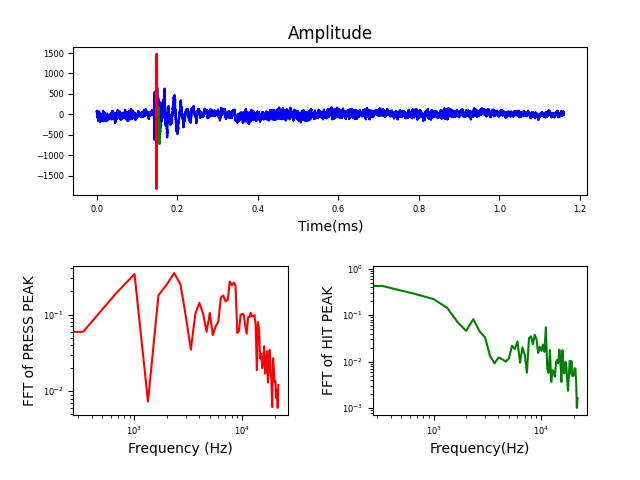 Amplitude
1500
1000
500
0
−500
−1000
−1500
0.0 0.2 0.4 0.6 0.8 1.0 1.2
Time(ms)
FFT of PRESS PEAK
10⁻¹
10⁻²
10³ 10⁴
Frequency (Hz)
FFT of HIT PEAK
10⁰
10⁻¹
10⁻²
10⁻³
10³ 10⁴
Frequency(Hz)